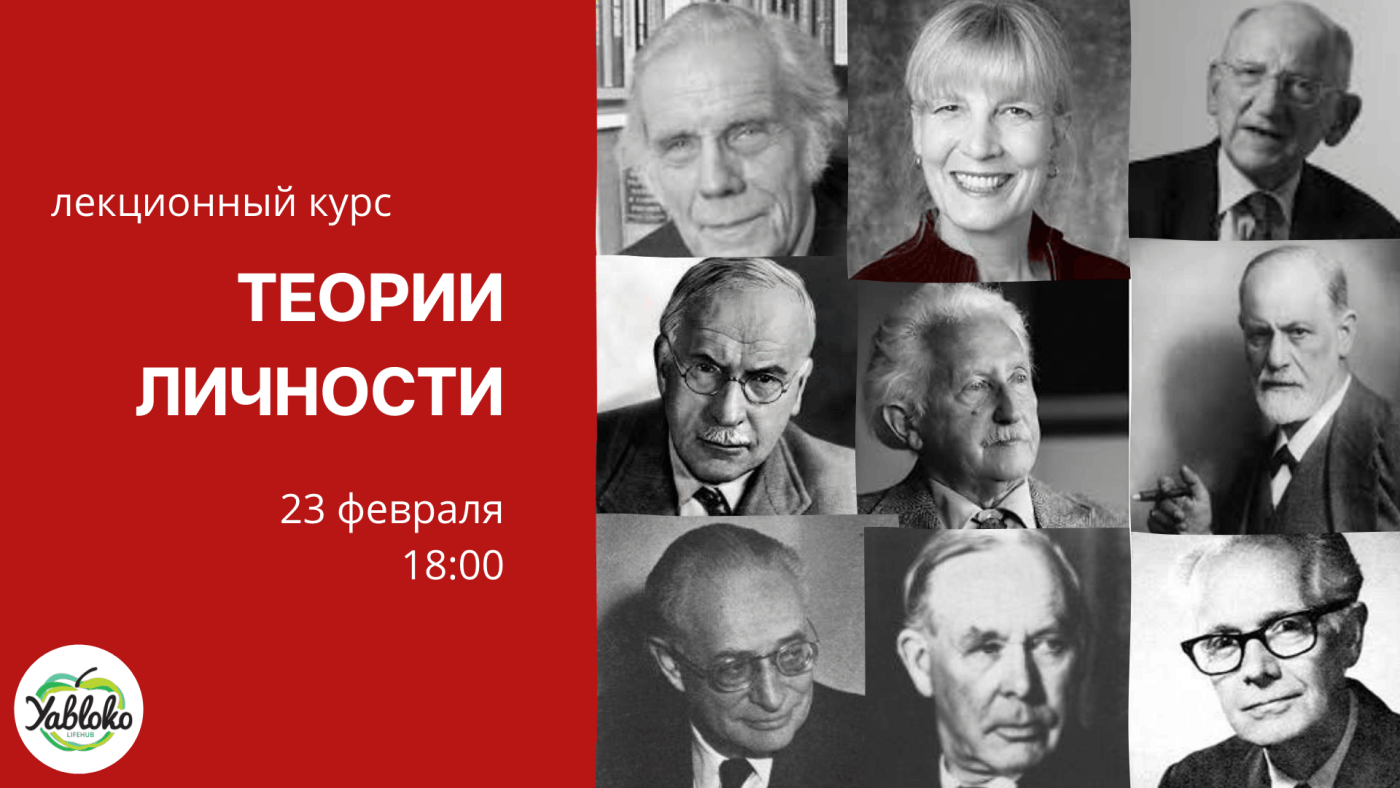 лекционный курс
ТЕОРИИ
ЛИЧНОСТИ
23 февраля
18:00
Yabloko
LIFEHUB